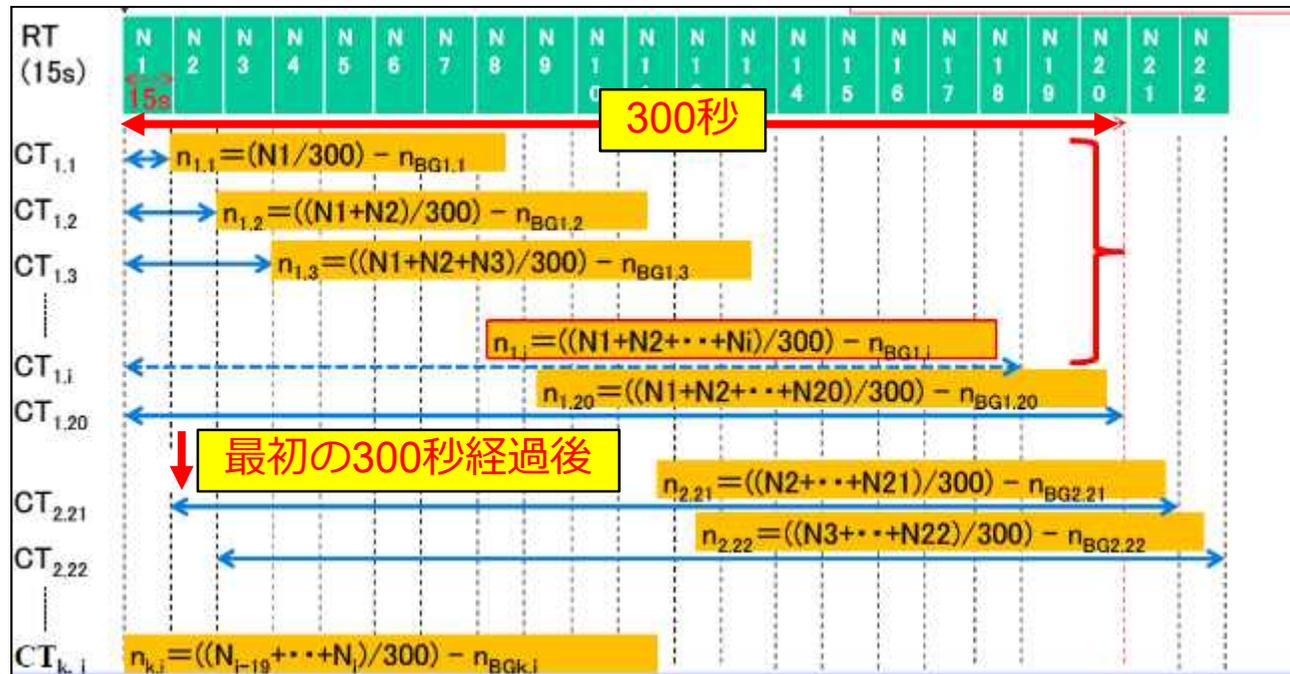 RT N1 N2 N3 N4 N5 N6 N7 N8 N9 N10 N14 N15 N16 N17 N18 N19 N20 N21 N22
(15s) 15s
300秒
CT1.1 n1.1=(N1/300) − nBG1.1
CT1.2 n1.2=((N1+N2)/300) − nBG1.2
CT1.3 n1.3=((N1+N2+N3)/300) − nBG1.3
n1.i=((N1+N2+・・+Ni)/300) − nBG1.i
CT1.i
n1.20=((N1+N2+・・+N20)/300) − nBG1.20
CT1.20
最初の300秒経過後
n2.21=((N2+・・+N21)/300) − nBG2.21
CT2.21
n2.22=((N3+・・+N22)/300) − nBG2.22
CT2.22
CTk.i nk.i=((Ni−19+・・+Ni)/300) − nBGk.i